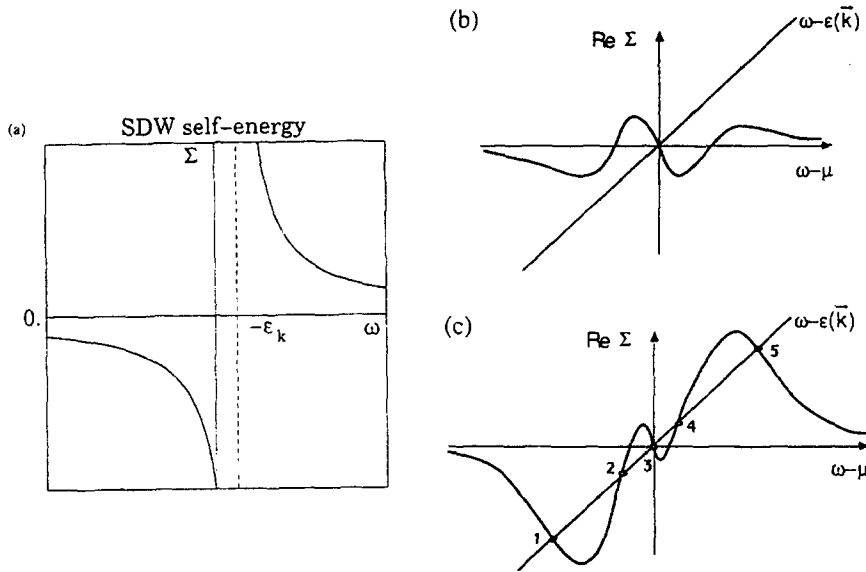 (a)
SDW self-energy
Σ
0.
-ε_k
ω
(b)
Re Σ
ω-ε(k⃗)
ω-μ
(c)
Re Σ
ω-ε(k⃗)
5
4
2
3
ω-μ
1